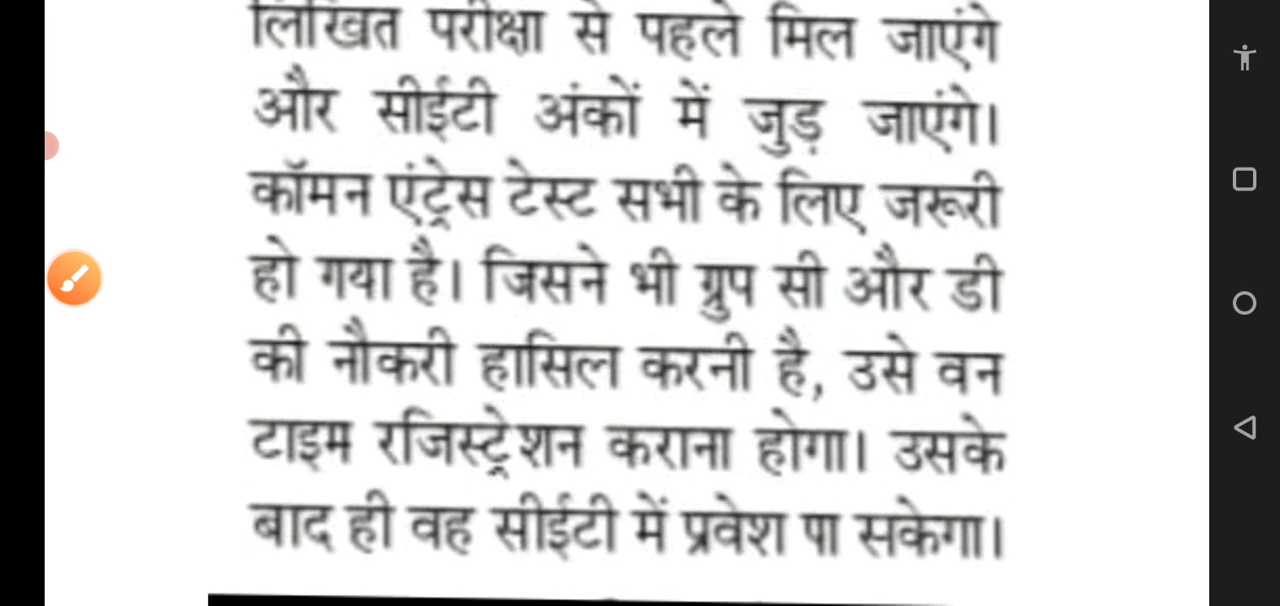 लिखित परीक्षा से पहले मिल जाएंगे
और सीईटी अंकों में जुड़ जाएंगे।
कॉमन एंट्रेस टेस्ट सभी के लिए जरूरी
हो गया है। जिसने भी ग्रुप सी और डी
की नौकरी हासिल करनी है, उसे वन
टाइम रजिस्ट्रेशन कराना होगा। उसके
बाद ही वह सीईटी में प्रवेश पा सकेगा।